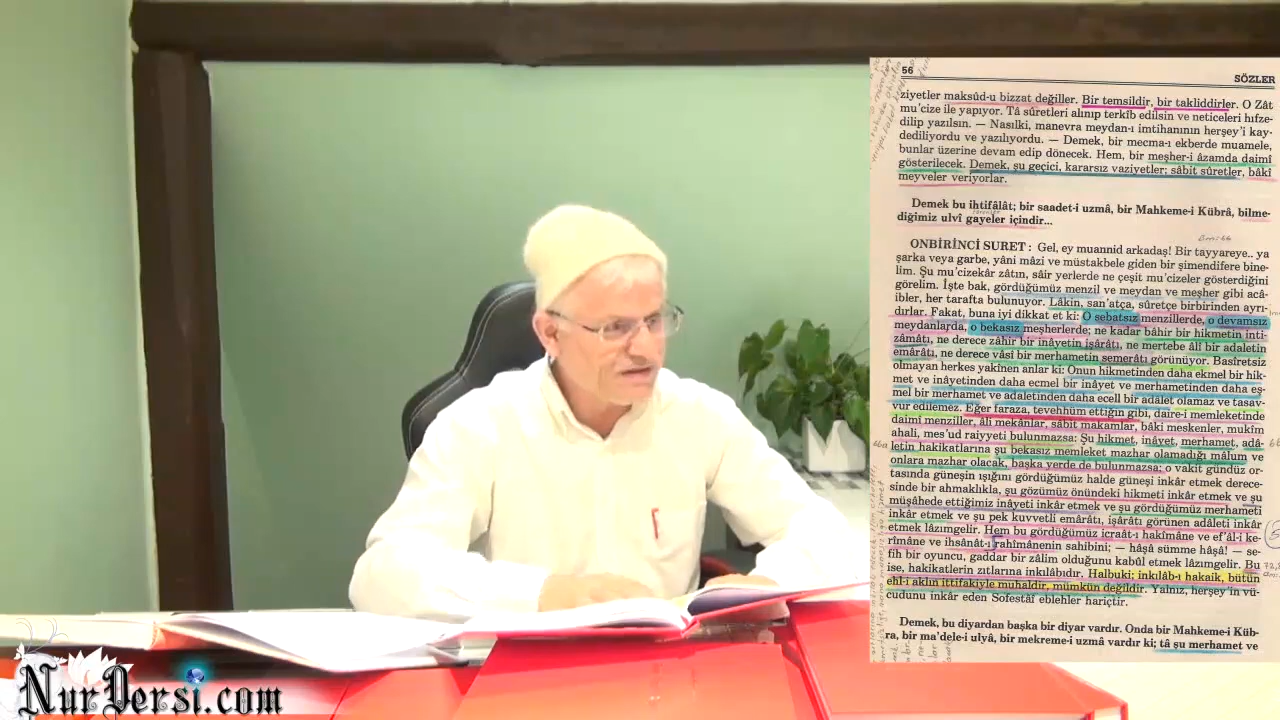 56
SÖZLER
ziyetler maksûd-u bizzat değiller. Bir temsildir, bir taklıddirler. O Zât
mu'cize ile yapıyor. Tâ sûretleri alınıp terkîb edilsin ve neticeleri hıfze-
dilip yazılsın. — Nasılki, manevra meydan-ı imtihanının herşey'i kay-
dediliyordu ve yazılıyordu. — Demek, bir mecma-ı ekberde muamele,
bunlar üzerine devam edip dönecek. Hem, bir meşher-i âzamda daimî
gösterilecek. Demek, şu geçici, kararsız vaziyetler; sâbit sûretler, bâki
meyveler veriyorlar.
Demek bu ihtifâlât; bir saadet-i uzmâ, bir Mahkeme-i Kübrâ, bilme-
diğimiz ulvî gayeler içindir...
ONBİRİNCİ SURET : Gel, ey muannid arkadaş! Bir tayyareye.. ya
şarka veya garbe, yâni mâzi ve müstakbele giden bir şimendifere bine-
lim. Şu mu'cizekâr zâtın, sâir yerlerde ne çeşit mu'cizeler gösterdiğini
görelim. İşte bak, gördüğümüz menzil ve meydan ve meşher gibi acâ-
ibler, her tarafta bulunuyor. Lâkin, san'atça, sûretçe birbirinden ayrı-
dırlar. Fakat, buna iyi dikkat et ki: O sebatsız menzillerde, o devamsız
meydanlarda, o bekasız meşherlerde; ne kadar bâhir bir hikmetin inti-
zâmâtı, ne derece zâhir bir inâyetin işârâtı, ne mertebe âlî bir adaletin
emârâtı, ne derece vâsî bir merhametin semerâtı görünüyor. Basîretsiz
olmayan herkes yakînen anlar ki: Onun hikmetinden daha ekmel bir hik-
met ve inâyetinden daha ecmel bir inâyet ve merhametinden daha eş-
mel bir merhamet ve adaletinden daha ecell bir adâlet olamaz ve tasav-
vur edilemez. Eğer faraza, tevehhüm ettiğin gibi, daire-i memleketinde
daimî menziller, âlî mekânlar, sâbit makamlar, bâki meskenler, mukîm
ahali, mes'ud raiyyeti bulunmazsa: Şu hikmet, inâyet, merhamet, adâ-
letin hakikatlarına şu bekasız memleket mazhar olamadığı mâlum ve
onlara mazhar olacak, başka yerde de bulunmazsa; o vakit gündüz or-
tasında güneşin ışığını gördüğümüz halde güneşi inkâr etmek derece-
sinde bir ahmaklıkla, şu gözümüz önündeki hikmeti inkâr etmek ve şu
müşâhede ettiğimiz inâyeti inkâr etmek ve şu gördüğümüz merhameti
inkâr etmek ve şu pek kuvvetli emârâtı, işârâtı görünen adâleti inkâr
etmek lâzımgelir. Hem bu gördüğümüz icraat-ı hakîmâne ve ef'âl-i ke-
rîmâne ve ihsânât-ı rahîmânenin sahibini; — hâşâ sümme hâşâ! — se-
fih bir oyuncu, gaddar bir zâlim olduğunu kabûl etmek lâzımgelir. Bu
ise, hakikatlerin zıtlarına inkılâbıdır. Halbuki; inkılâb-ı hakaik, bütün
ehl-i aklın ittifakiyle muhaldir, mümkün değildir. Yalnız, herşey'in vü-
cudunu inkâr eden Sofestaî eblehler hariçtir.
Demek, bu diyardan başka bir diyar vardır. Onda bir Mahkeme-i Küb-
ra, bir ma'dele-i ulyâ, bir mekreme-i uzmâ vardır ki; tâ şu merhamet ve
NurDersi.com